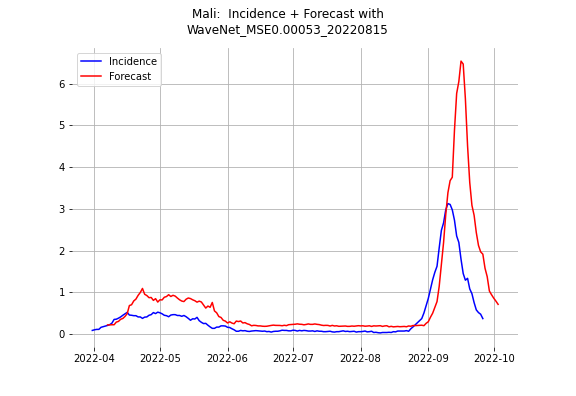 Mali:  Incidence + Forecast with
WaveNet_MSE0.00053_20220815
Incidence
Forecast
6
5
4
3
2
1
0
2022-04 2022-05 2022-06 2022-07 2022-08 2022-09 2022-10